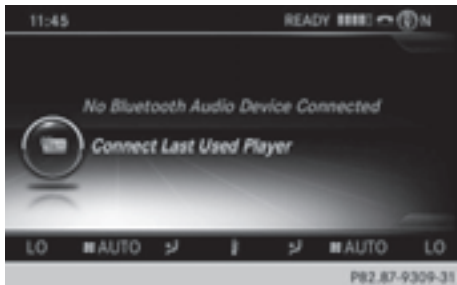 11:45 READY N
No Bluetooth Audio Device Connected
Connect Last Used Player
LO AUTO AUTO LO
P82.87-9309-31